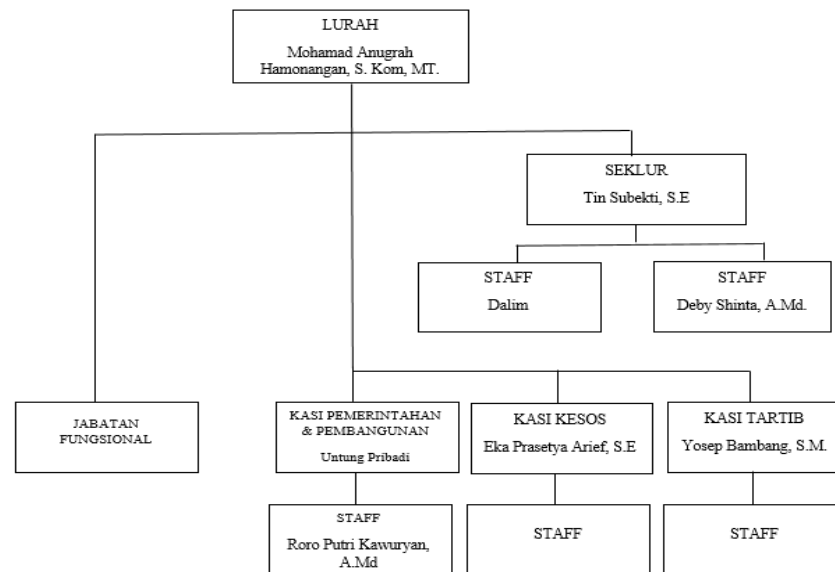 LURAH
Mohamad Anugrah
Hamonangan, S. Kom, MT.
SEKLUR
Tin Subekti, S.E
STAFF
Dalim
STAFF
Deby Shinta, A.Md.
JABATAN
FUNGSIONAL
KASI PEMERINTAHAN
& PEMBANGUNAN
Untung Pribadi
KASI KESOS
Eka Prasetya Arief, S.E
KASI TARTIB
Yosep Bambang, S.M.
STAFF
Roro Putri Kawuryan,
A.Md
STAFF
STAFF